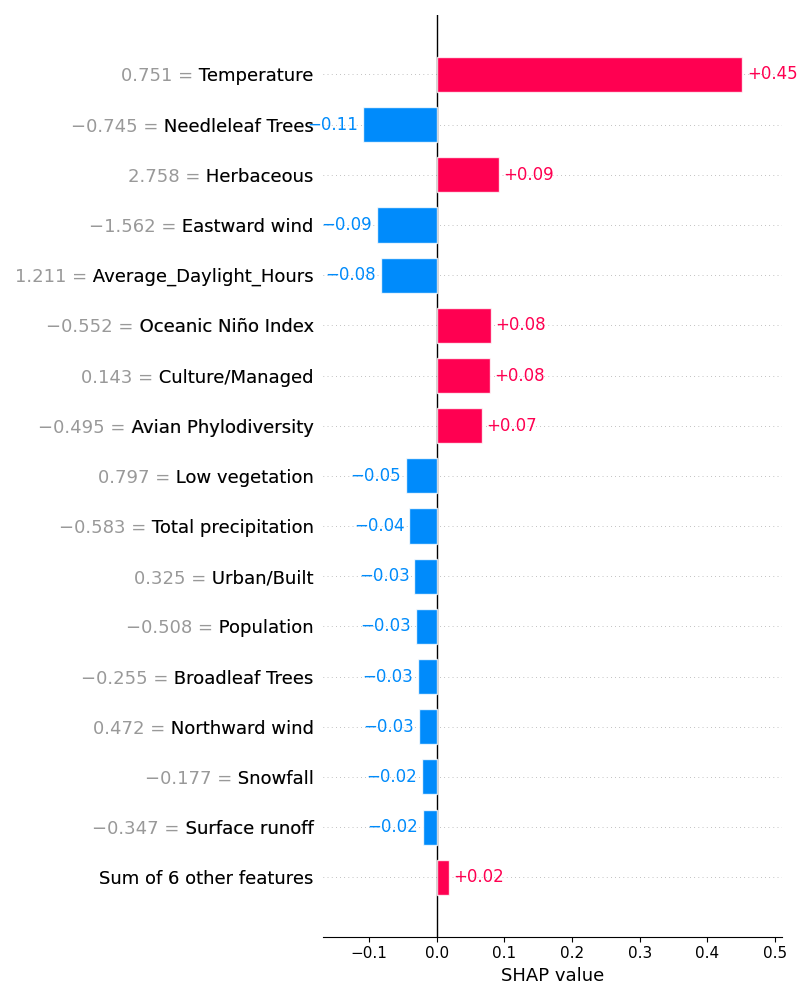 0.751 = Temperature +0.45
−0.745 = Needleleaf Trees −0.11
2.758 = Herbaceous +0.09
−1.562 = Eastward wind −0.09
1.211 = Average_Daylight_Hours −0.08
−0.552 = Oceanic Niño Index +0.08
0.143 = Culture/Managed +0.08
−0.495 = Avian Phylodiversity +0.07
0.797 = Low vegetation −0.05
−0.583 = Total precipitation −0.04
0.325 = Urban/Built −0.03
−0.508 = Population −0.03
−0.255 = Broadleaf Trees −0.03
0.472 = Northward wind −0.03
−0.177 = Snowfall −0.02
−0.347 = Surface runoff −0.02
Sum of 6 other features +0.02
−0.1 0.0 0.1 0.2 0.3 0.4 0.5
SHAP value